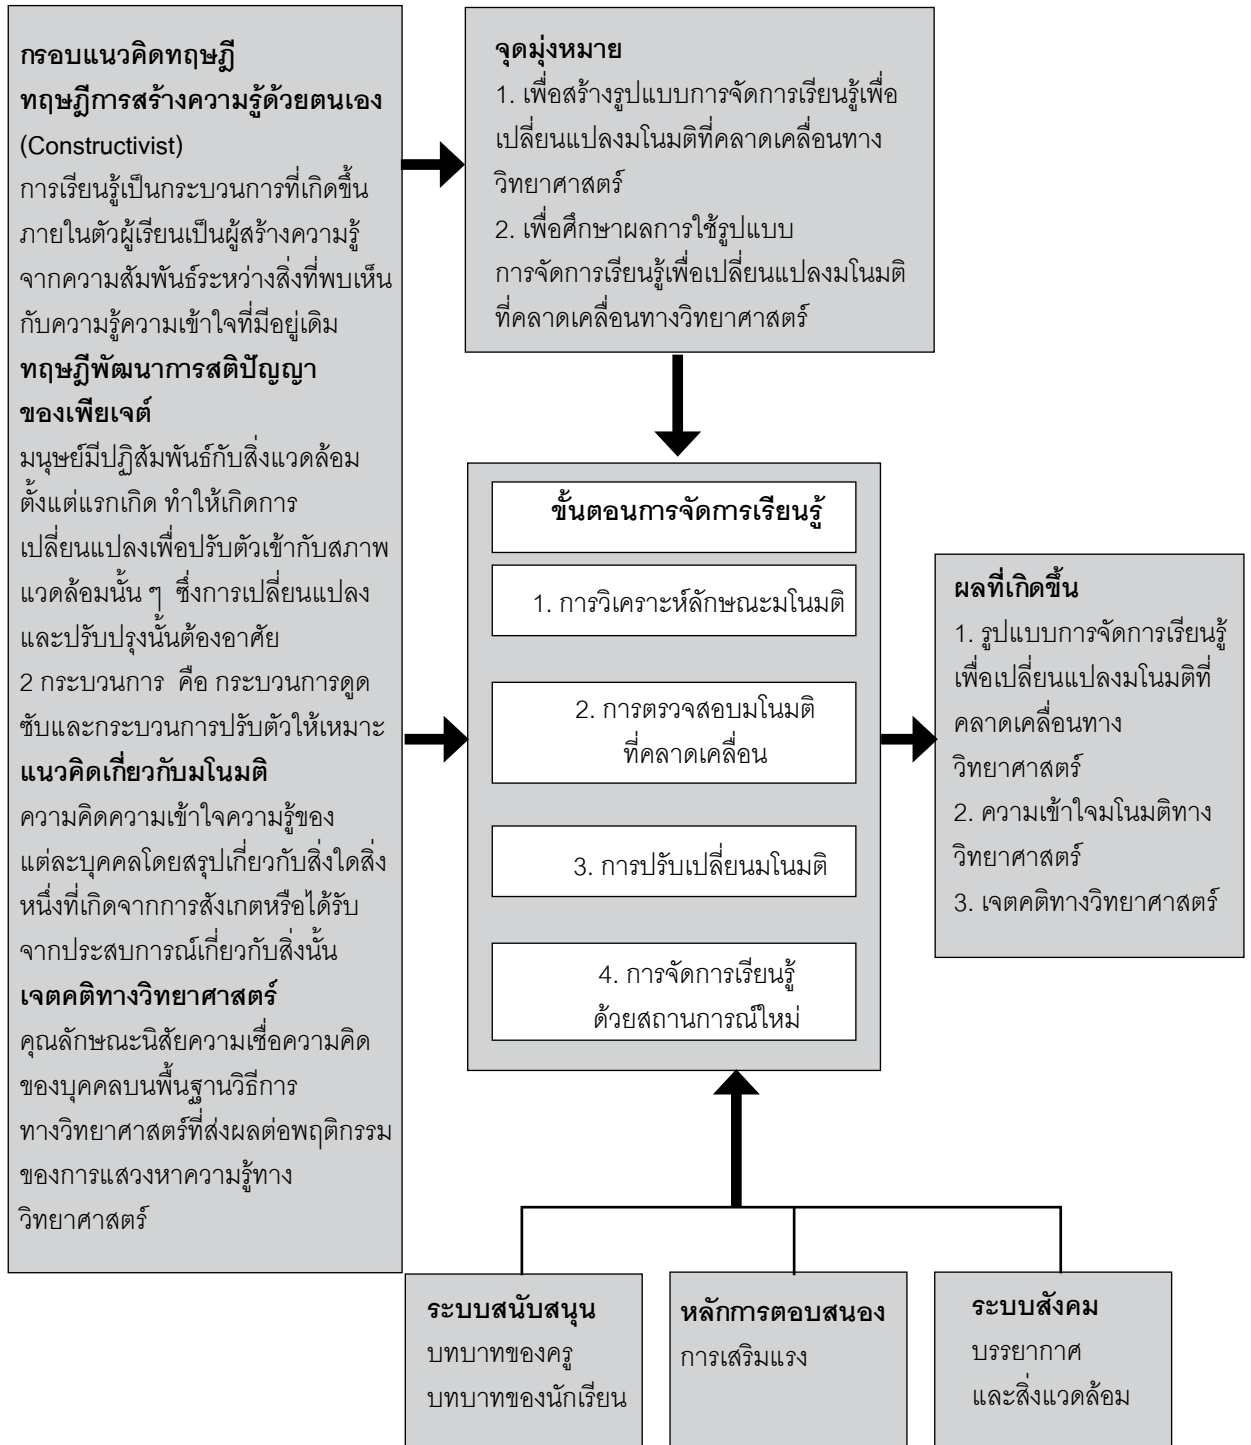 กรอบแนวคิดทฤษฎี
ทฤษฎีการสร้างความรู้ด้วยตนเอง
(Constructivist)
การเรียนรู้เป็นกระบวนการที่เกิดขึ้น
ภายในตัวผู้เรียนเป็นผู้สร้างความรู้
จากความสัมพันธ์ระหว่างสิ่งที่พบเห็น
กับความรู้ความเข้าใจที่มีอยู่เดิม
ทฤษฎีพัฒนาการสติปัญญา
ของเพียเจต์
มนุษย์มีปฏิสัมพันธ์กับสิ่งแวดล้อม
ตั้งแต่แรกเกิด ทำให้เกิดการ
เปลี่ยนแปลงเพื่อปรับตัวเข้ากับสภาพ
แวดล้อมนั้น ๆ ซึ่งการเปลี่ยนแปลง
และปรับปรุงนั้นต้องอาศัย
2 กระบวนการ คือ กระบวนการดูด
ซับและกระบวนการปรับตัวให้เหมาะ
แนวคิดเกี่ยวกับมโนมติ
ความคิดความเข้าใจความรู้ของ
แต่ละบุคคลโดยสรุปเกี่ยวกับสิ่งใดสิ่ง
หนึ่งที่เกิดจากการสังเกตหรือได้รับ
จากประสบการณ์เกี่ยวกับสิ่งนั้น
เจตคติทางวิทยาศาสตร์
คุณลักษณะนิสัยความเชื่อความคิด
ของบุคคลบนพื้นฐานวิธีการ
ทางวิทยาศาสตร์ที่ส่งผลต่อพฤติกรรม
ของการแสวงหาความรู้ทาง
วิทยาศาสตร์
จุดมุ่งหมาย
1. เพื่อสร้างรูปแบบการจัดการเรียนรู้เพื่อ
เปลี่ยนแปลงมโนมติที่คลาดเคลื่อนทาง
วิทยาศาสตร์
2. เพื่อศึกษาผลการใช้รูปแบบ
การจัดการเรียนรู้เพื่อเปลี่ยนแปลงมโนมติ
ที่คลาดเคลื่อนทางวิทยาศาสตร์
ขั้นตอนการจัดการเรียนรู้
1. การวิเคราะห์ลักษณะมโนมติ
2. การตรวจสอบมโนมติ
ที่คลาดเคลื่อน
3. การปรับเปลี่ยนมโนมติ
4. การจัดการเรียนรู้
ด้วยสถานการณ์ใหม่
ผลที่เกิดขึ้น
1. รูปแบบการจัดการเรียนรู้
เพื่อเปลี่ยนแปลงมโนมติที่
คลาดเคลื่อนทาง
วิทยาศาสตร์
2. ความเข้าใจมโนมติทาง
วิทยาศาสตร์
3. เจตคติทางวิทยาศาสตร์
ระบบสนับสนุน
บทบาทของครู
บทบาทของนักเรียน
หลักการตอบสนอง
การเสริมแรง
ระบบสังคม
บรรยากาศ
และสิ่งแวดล้อม